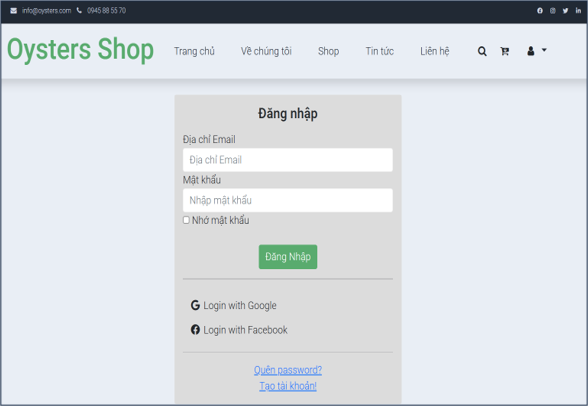 info@oysters.com 0945 88 55 70
Oysters Shop Trang chủ Về chúng tôi Shop Tin tức Liên hệ
Đăng nhập
Địa chỉ Email
Địa chỉ Email
Mật khẩu
Nhập mật khẩu
Nhớ mật khẩu
Đăng Nhập
Login with Google
Login with Facebook
Quên password?
Tạo tài khoản!